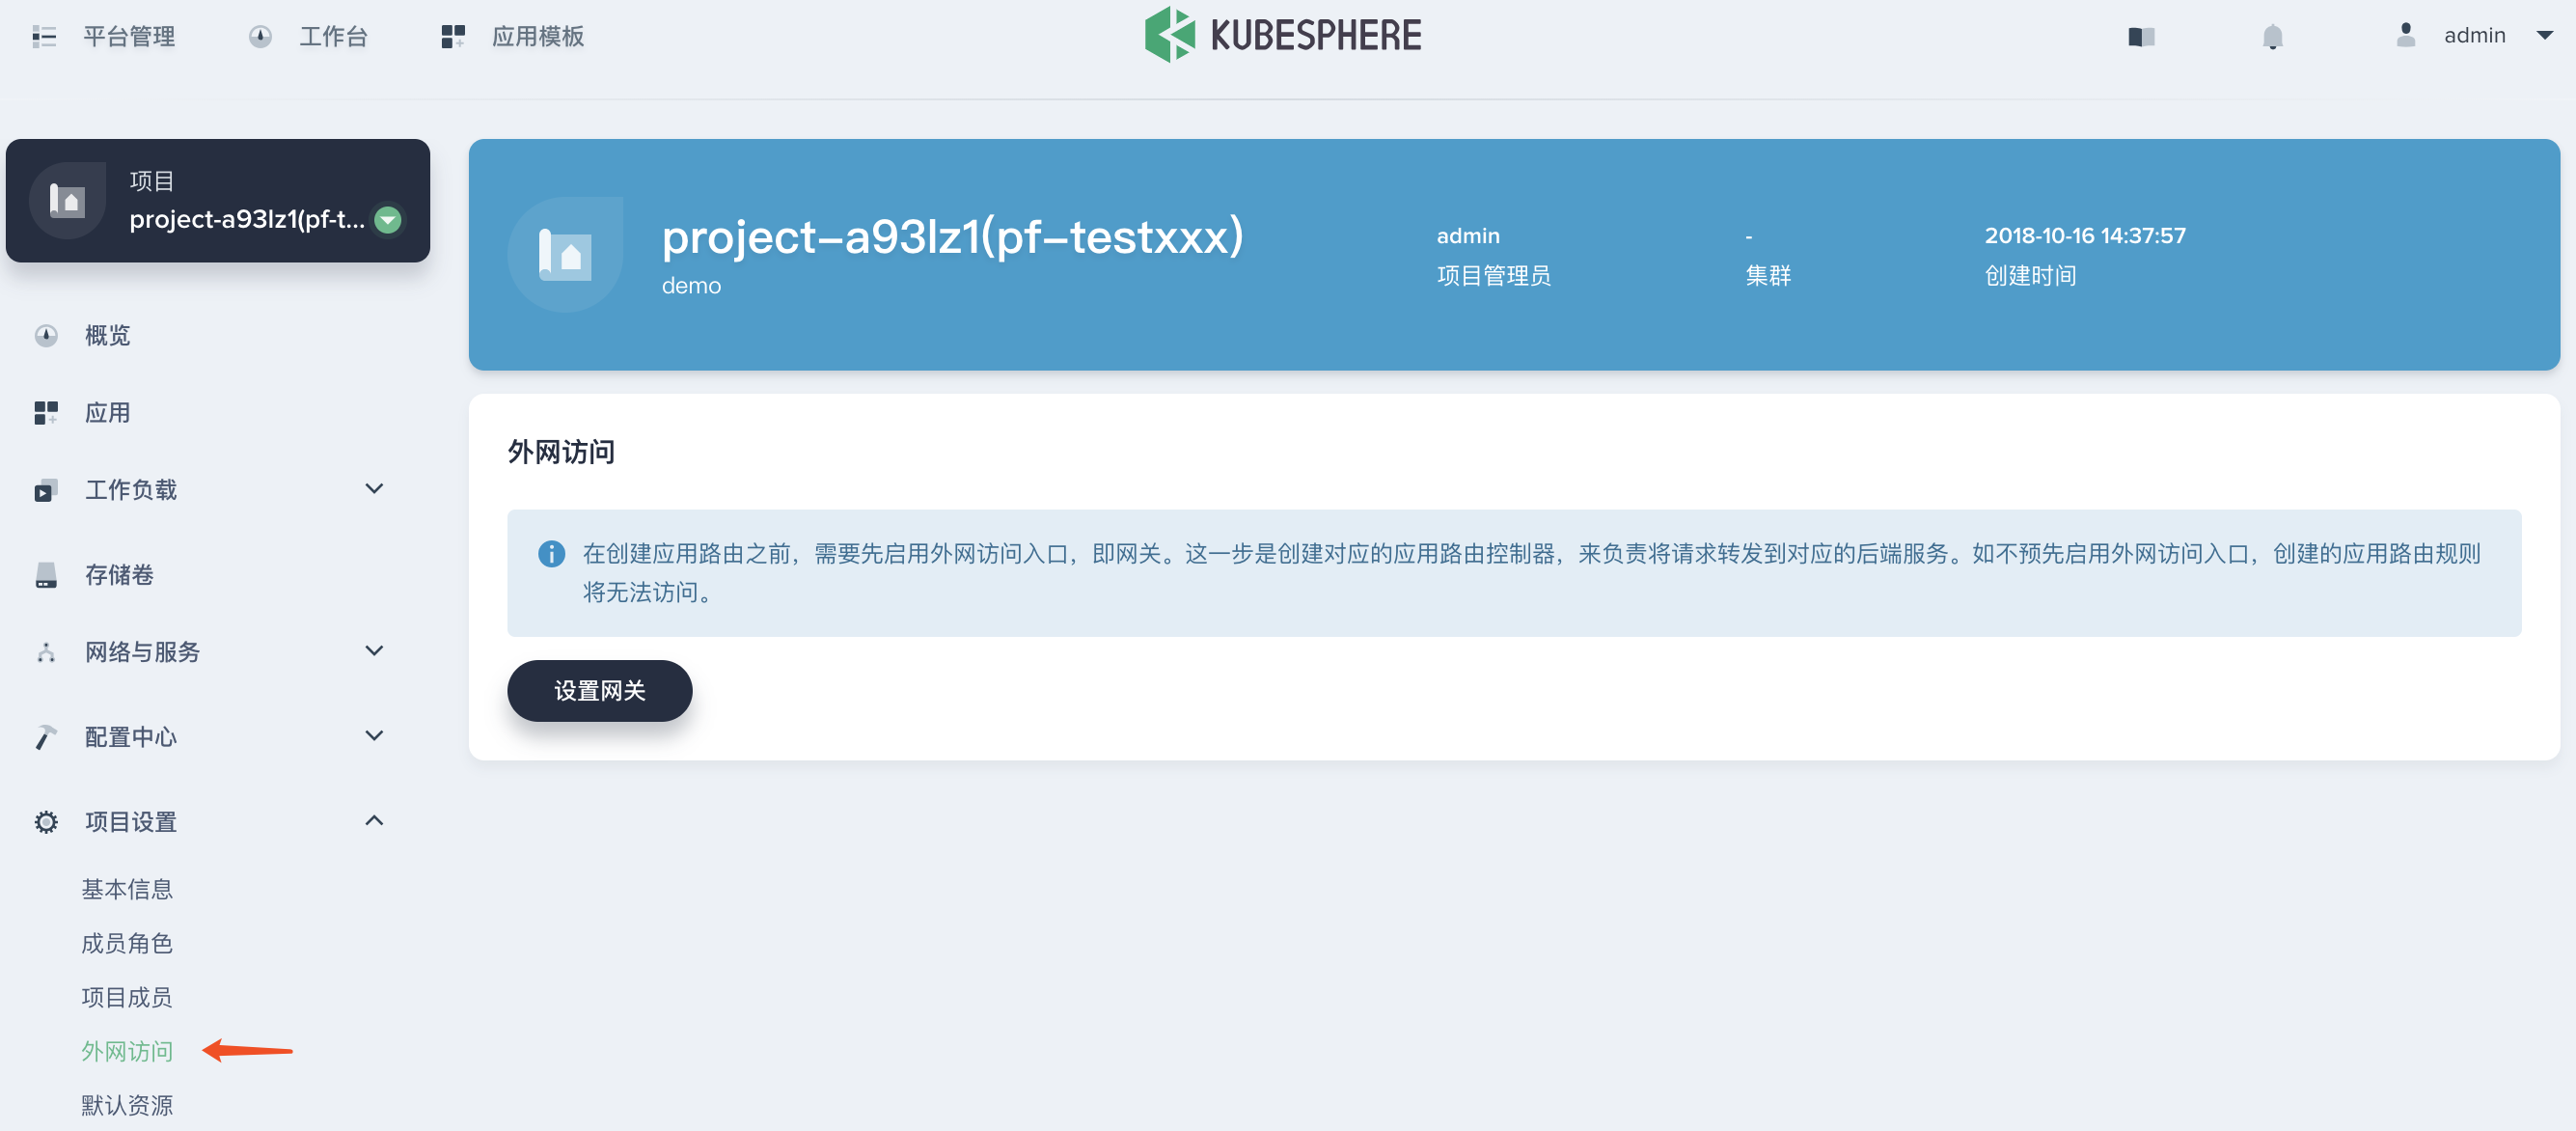 平台管理
工作台
应用模板
KUBESPHERE
admin
项目
project-a93lz1(pf-t...
概览
应用
工作负载
存储卷
网络与服务
配置中心
项目设置
基本信息
成员角色
项目成员
外网访问
默认资源
project-a93lz1(pf-testxxx)
demo
admin
项目管理员
-
集群
2018-10-16 14:37:57
创建时间
外网访问
在创建应用路由之前，需要先启用外网访问入口，即网关。这一步是创建对应的应用路由控制器，来负责将请求转发到对应的后端服务。如不预先启用外网访问入口，创建的应用路由规则
将无法访问。
设置网关